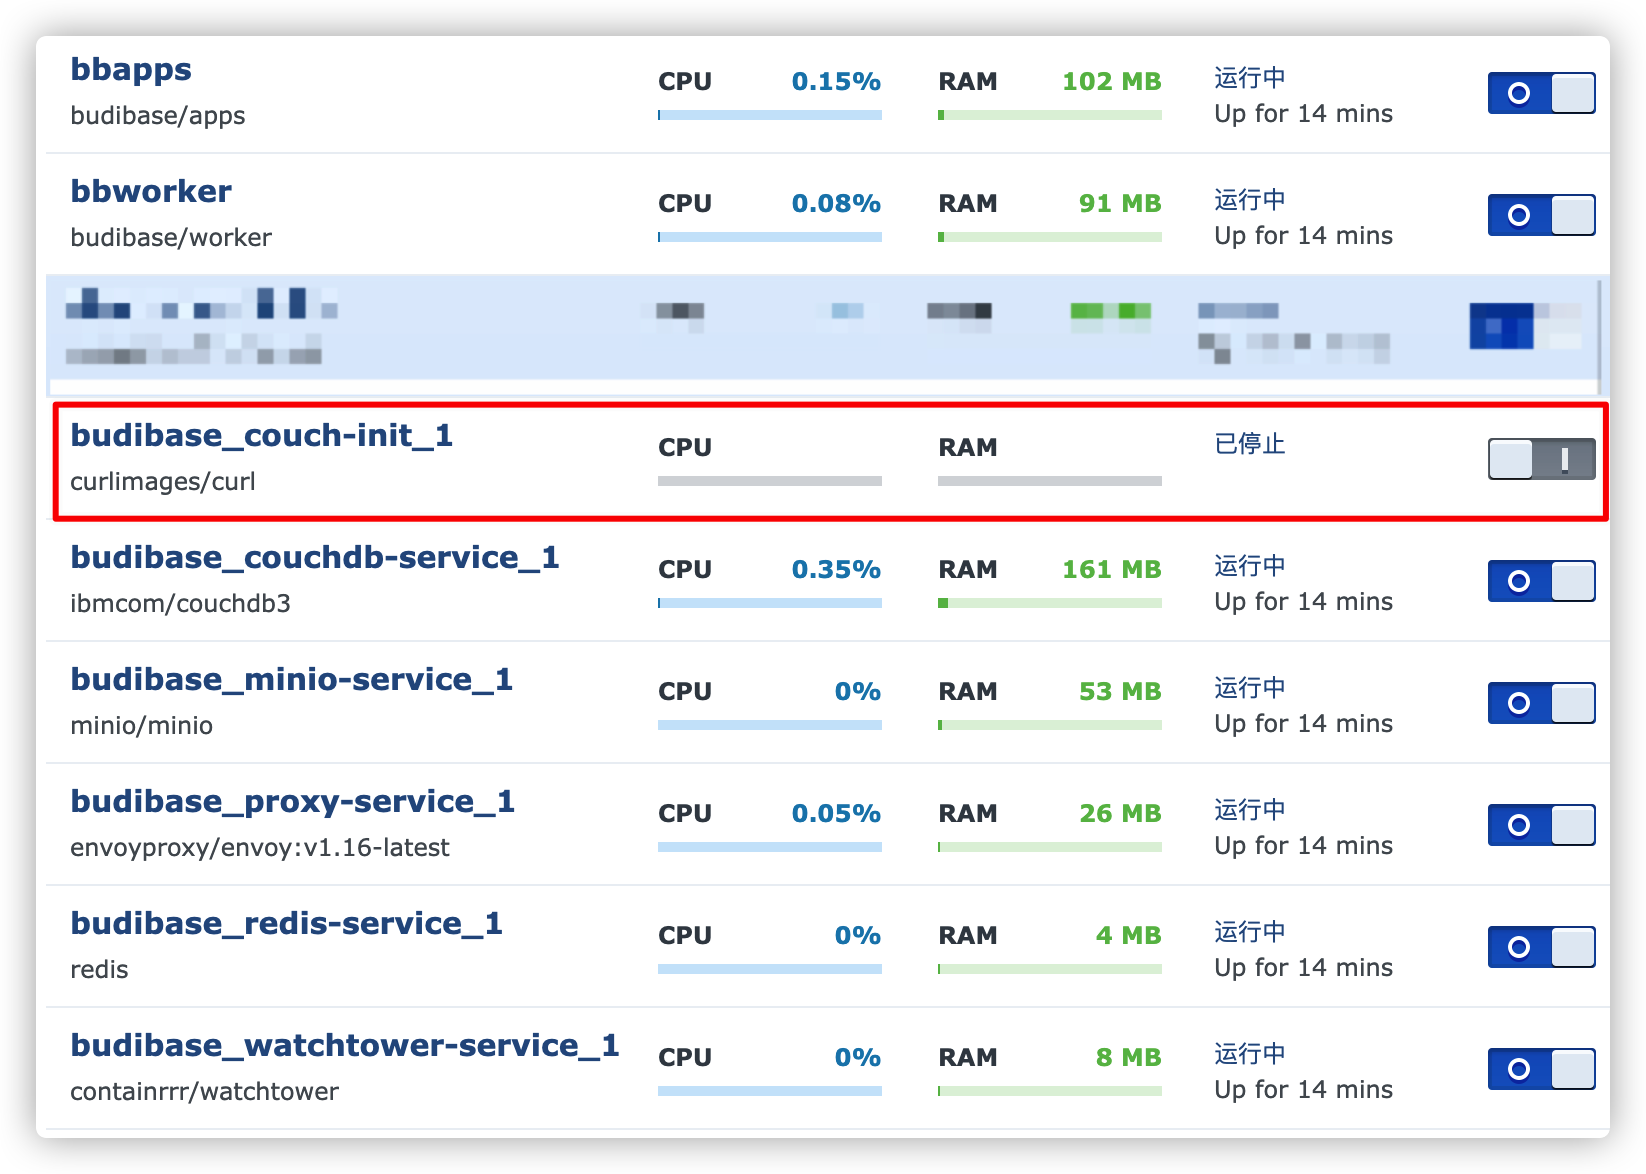 bbapps
budibase/apps
CPU 0.15%
RAM 102 MB
运行中
Up for 14 mins
bbworker
budibase/worker
CPU 0.08%
RAM 91 MB
运行中
Up for 14 mins
budibase_couch-init_1
curlimages/curl
CPU
RAM
已停止
budibase_couchdb-service_1
ibmcom/couchdb3
CPU 0.35%
RAM 161 MB
运行中
Up for 14 mins
budibase_minio-service_1
minio/minio
CPU 0%
RAM 53 MB
运行中
Up for 14 mins
budibase_proxy-service_1
envoyproxy/envoy:v1.16-latest
CPU 0.05%
RAM 26 MB
运行中
Up for 14 mins
budibase_redis-service_1
redis
CPU 0%
RAM 4 MB
运行中
Up for 14 mins
budibase_watchtower-service_1
containrrr/watchtower
CPU 0%
RAM 8 MB
运行中
Up for 14 mins